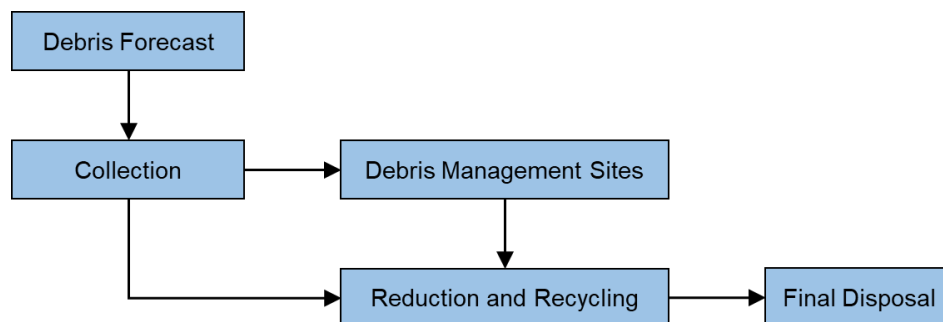 Debris Forecast
Collection
Debris Management Sites
Reduction and Recycling
Final Disposal